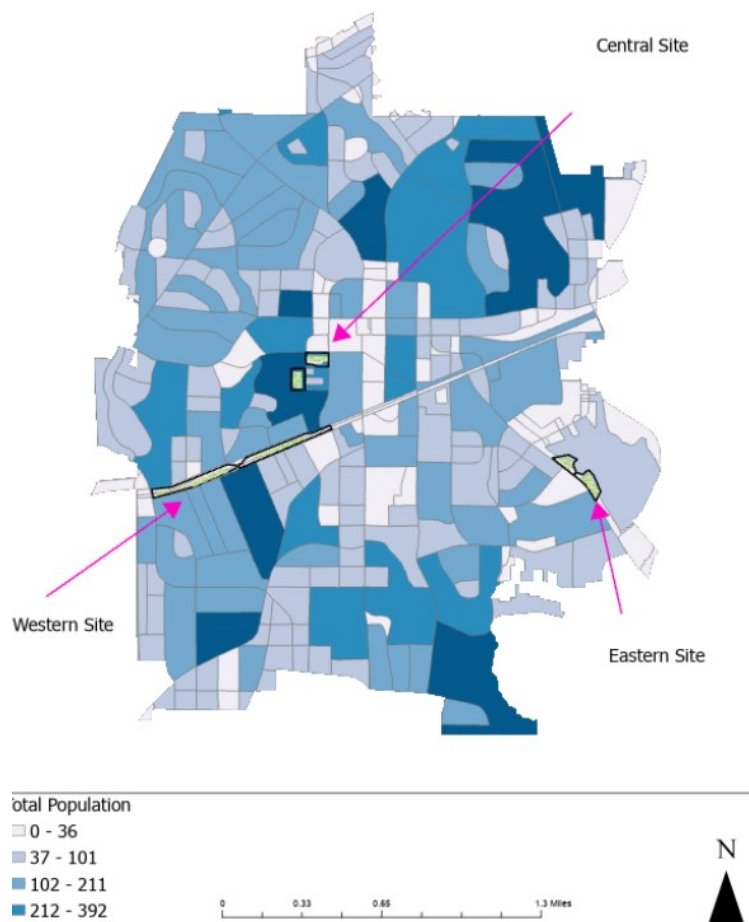 Central Site
Western Site
Eastern Site
Total Population
0 - 36
37 - 101
102 - 211
212 - 392
0 0.33 0.65 1.3 Miles
N